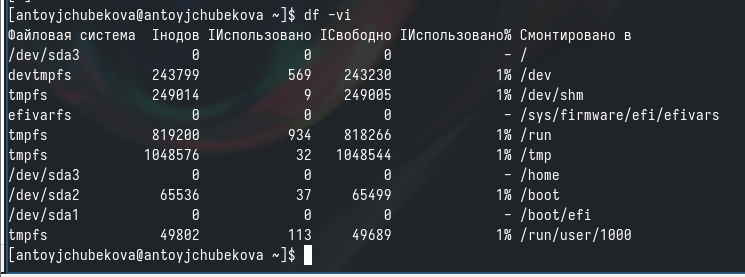 [antoyjchubekova@antoyjchubekova ~]$ df -vi
Файловая система Iнодов IИспользовано IСвободно IИспользовано% Смонтировано в
/dev/sda3 0 0 0 - /
devtmpfs 243799 569 243230 1% /dev
tmpfs 249014 9 249005 1% /dev/shm
efivarfs 0 0 0 - /sys/firmware/efi/efivars
tmpfs 819200 934 818266 1% /run
tmpfs 1048576 32 1048544 1% /tmp
/dev/sda3 0 0 0 - /home
/dev/sda2 65536 37 65499 1% /boot
/dev/sda1 0 0 0 - /boot/efi
tmpfs 49802 113 49689 1% /run/user/1000
[antoyjchubekova@antoyjchubekova ~]$